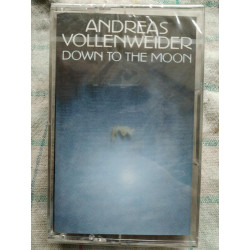 ANDREAS
VOLLENWEIDER
DOWN TO THE MOON